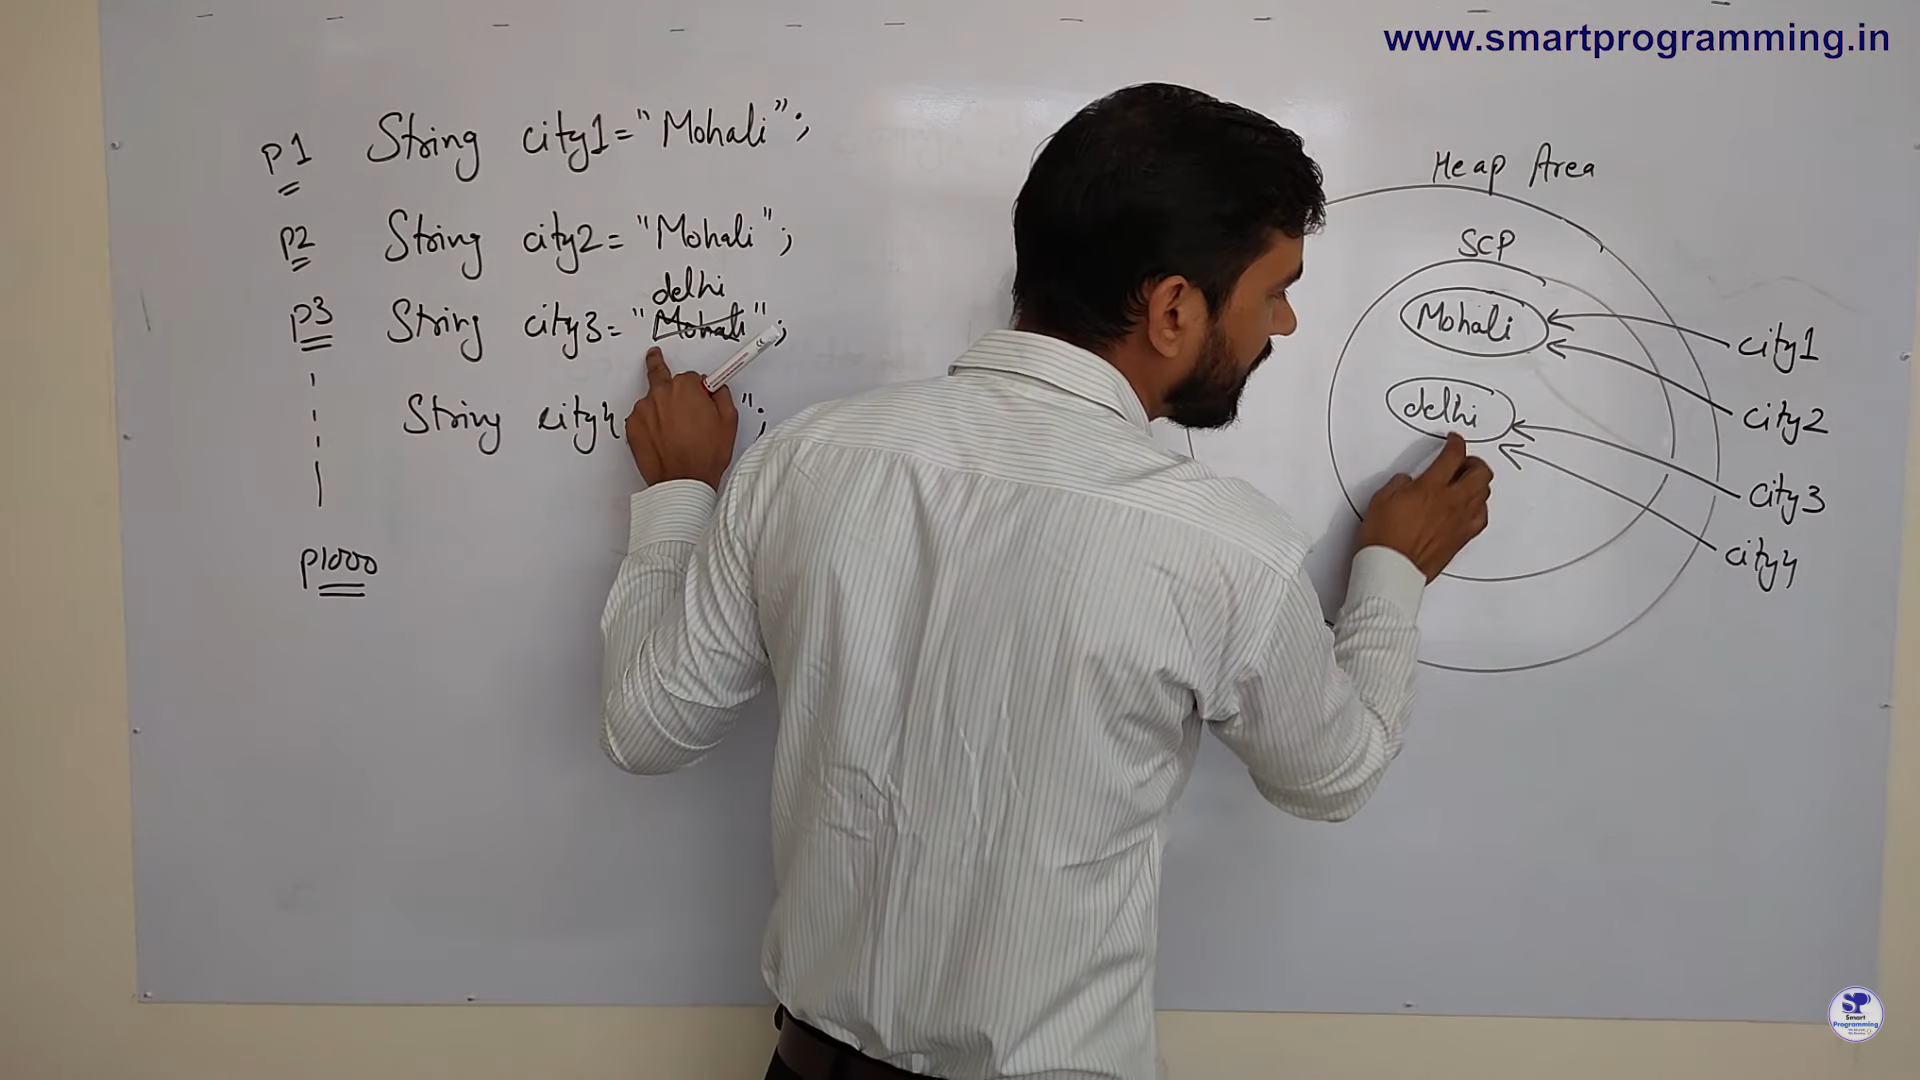 www.smartprogramming.in
p1 String city1="Mohali";
p2 String city2="Mohali";
delhi
p3 String city3="Mohali";
String city4 ";
p1000
Heap Area
SCP
Mohali
delhi
city1
city2
city3
city4
SP
Smart
Programming